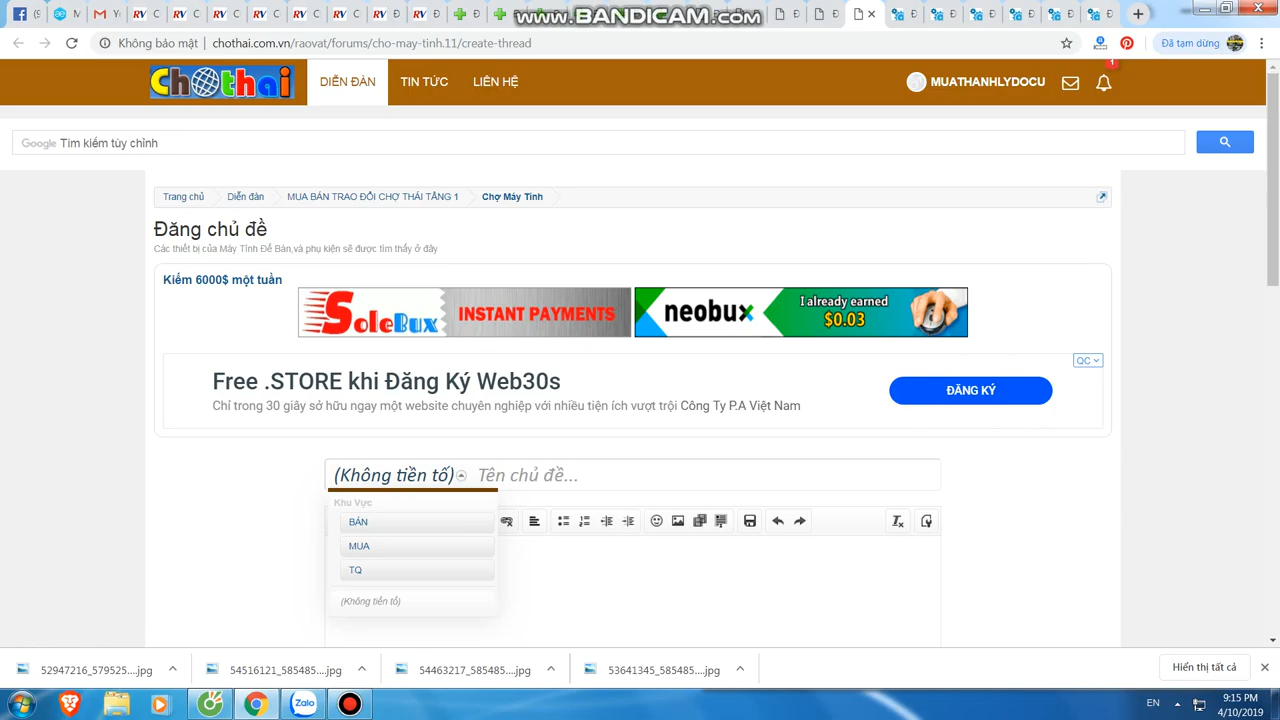 www.BANDICAM.com
Không bảo mật
chothai.com.vn/raovat/forums/cho-may-tinh.11/create-thread
Đã tạm dừng
Chothai
DIỄN ĐÀN
TIN TỨC
LIÊN HỆ
MUATHANHLYDOCU
1
Google Tìm kiếm tùy chỉnh
Trang chủ
Diễn đàn
MUA BÁN TRAO ĐỔI CHỢ THÁI TẦNG 1
Chợ Máy Tính
Đăng chủ đề
Các thiết bị của Máy Tính Để Bàn,và phụ kiện sẽ được tìm thấy ở đây
Kiếm 6000$ một tuần
SoleBux INSTANT PAYMENTS
neobux
I already earned
$0.03
QC
Free .STORE khi Đăng Ký Web30s
Chỉ trong 30 giây sở hữu ngay một website chuyên nghiệp với nhiều tiện ích vượt trội Công Ty P.A Việt Nam
ĐĂNG KÝ
(Không tiền tố)
Tên chủ đề...
Khu Vực
BÁN
MUA
TQ
(Không tiền tố)
52947216_579525....jpg
54516121_585485....jpg
54463217_585485....jpg
53641345_585485....jpg
Hiển thị tất cả
Zalo
EN
9:15 PM
4/10/2019